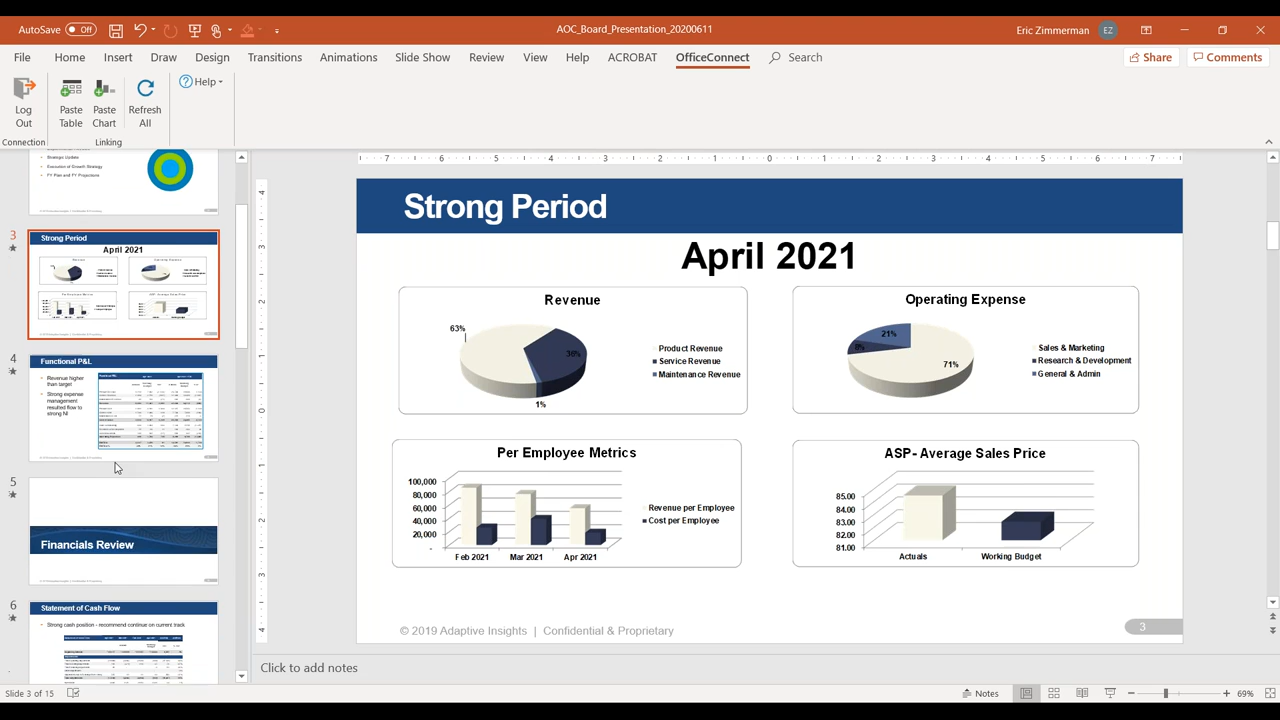 AutoSave Off
AOC_Board_Presentation_20200611
Eric Zimmerman EZ
File Home Insert Draw Design Transitions Animations Slide Show Review View Help ACROBAT OfficeConnect Search
Share Comments
Log Out
Paste Table
Paste Chart
Refresh All
Help
Connection
Linking
Strategic Update
Execution of Growth Strategy
FY Plan and FY Projections
3
Strong Period
April 2021
4
Functional P&L
Revenue higher than target
Strong expense management resulted flow to strong NI
5
Financials Review
6
Statement of Cash Flow
Strong cash position - recommend continue on current track
Strong Period
April 2021
Revenue
63%
36%
1%
Product Revenue
Service Revenue
Maintenance Revenue
Operating Expense
21%
8%
71%
Sales & Marketing
Research & Development
General & Admin
Per Employee Metrics
100,000
80,000
60,000
40,000
20,000
-
Feb 2021 Mar 2021 Apr 2021
Revenue per Employee
Cost per Employee
ASP- Average Sales Price
85.00
84.00
83.00
82.00
81.00
Actuals Working Budget
© 2019 Adaptive Insights | Confidential & Proprietary
3
Click to add notes
Slide 3 of 15
Notes
69%